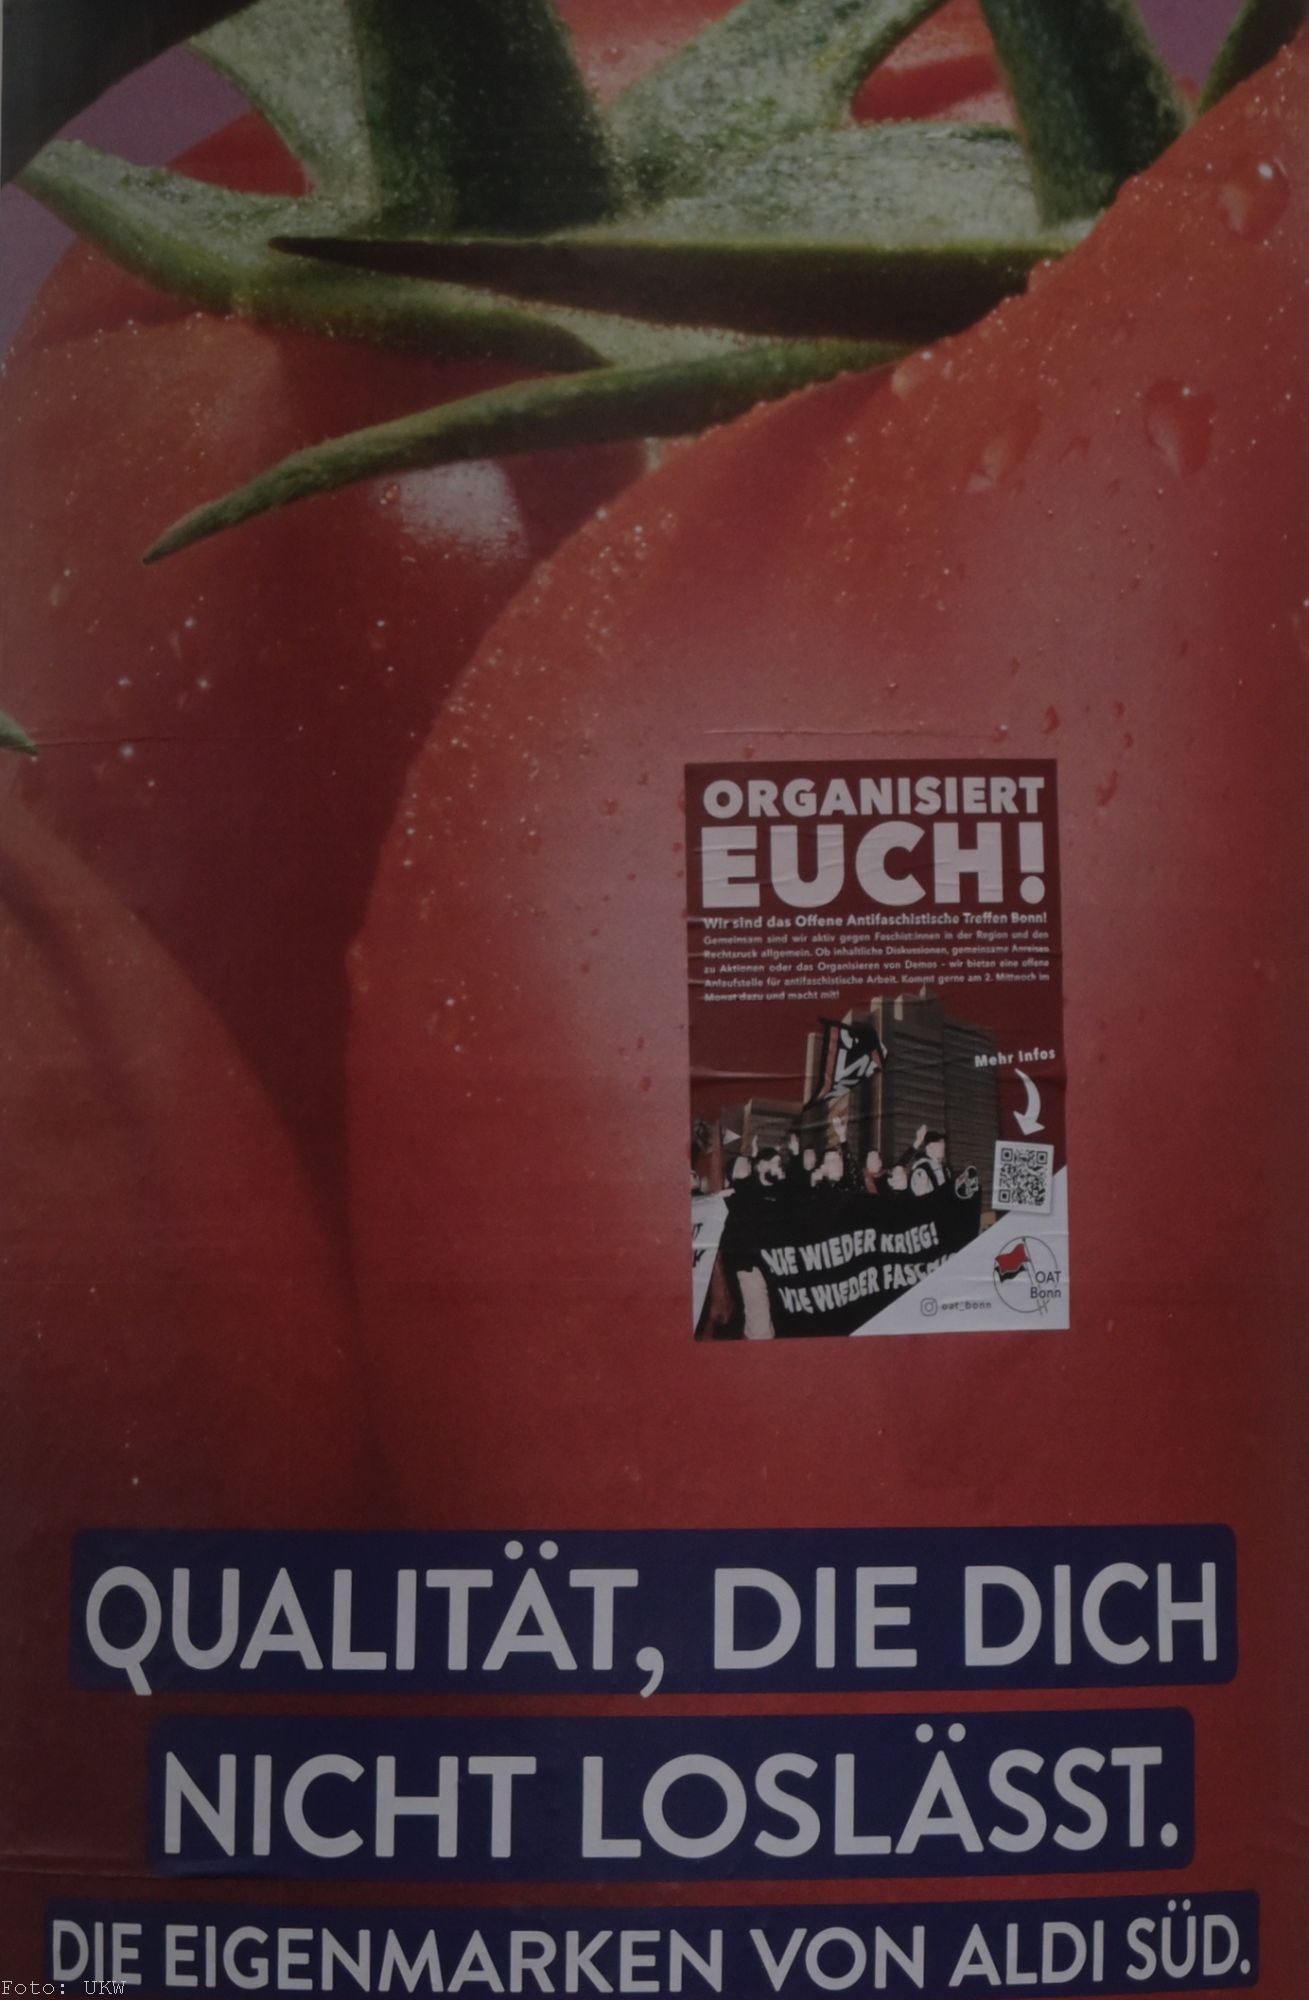 ORGANISIERT
EUCH!
Wir sind das Offene Antifaschistische Treffen Bonn!
Gemeinsam sind wir aktiv gegen Faschist:innen in der Region und den
Rechtsruck allgemein. Ob inhaltliche Diskussionen, gemeinsame Anreisen
zu Aktionen oder das Organisieren von Demos - wir bieten eine offene
Anlaufstelle für antifaschistische Arbeit. Kommt gerne am 2. Mittwoch im
Monat dazu und macht mit!
Mehr Infos
NIE WIEDER KRIEG!
NIE WIEDER FASCHI
OAT
Bonn
oat_bonn
QUALITÄT, DIE DICH
NICHT LOSLÄSST.
DIE EIGENMARKEN VON ALDI SÜD.
Foto: UKW